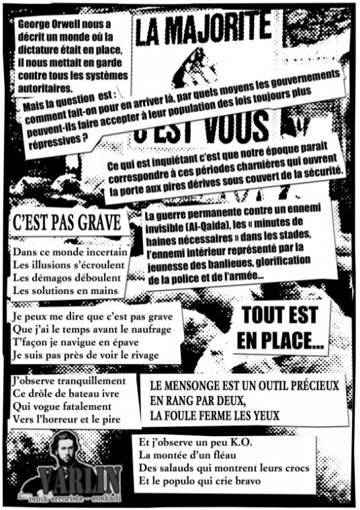 George Orwell nous a
décrit un monde où la
dictature était en place,
il nous mettait en garde
contre tous les systèmes
autoritaires.
LA MAJORITE
Mais la question est :
comment fait-on pour en arriver là, par quels moyens les gouvernements
peuvent-ils faire accepter à leur population des lois toujours plus
répressives ?
C'EST VOUS
Ce qui est inquiétant c'est que notre époque parait
correspondre à ces périodes charnières qui ouvrent
la porte aux pires dérives sous couvert de la sécurité.
C'EST PAS GRAVE
Dans ce monde incertain
Les illusions s'écroulent
Les démagos déboulent
Les solutions en mains
La guerre permanente contre un ennemi
invisible (Al-Qaida), les « minutes de
haines nécessaires » dans les stades,
l'ennemi intérieur représenté par la
jeunesse des banlieues, glorification
de la police et de l'armée...
Je peux me dire que c'est pas grave
Que j'ai le temps avant le naufrage
T'façon je navigue en épave
Je suis pas près de voir le rivage
TOUT EST
EN PLACE...
J'observe tranquillement
Ce drôle de bateau ivre
Qui vogue fatalement
Vers l'horreur et le pire
LE MENSONGE EST UN OUTIL PRÉCIEUX
EN RANG PAR DEUX,
LA FOULE FERME LES YEUX
VARLIN
Et j'observe un peu K.O.
La montée d'un fléau
Des salauds qui montrent leurs crocs
Et le populo qui crie bravo